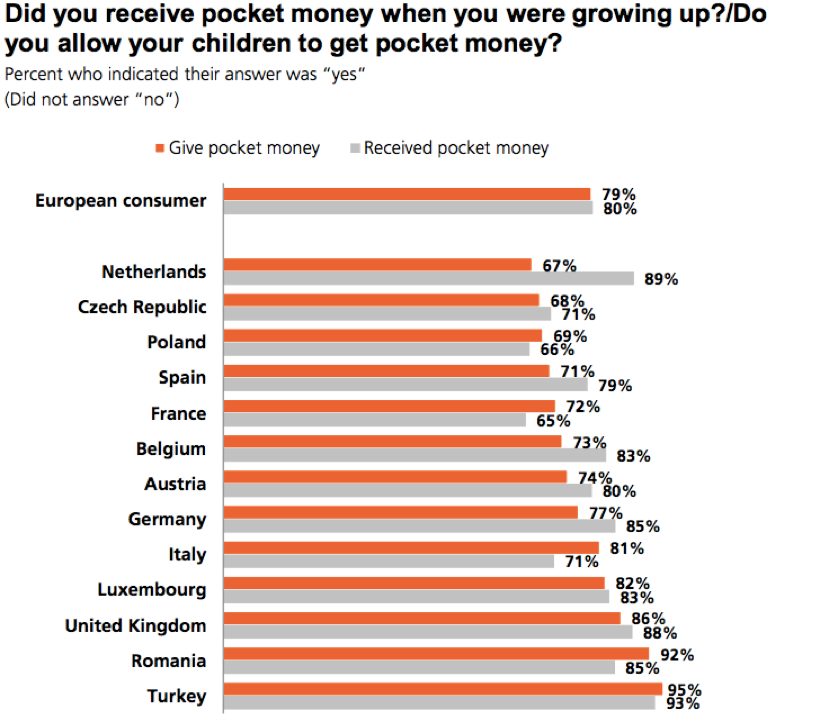 Did you receive pocket money when you were growing up?/Do
you allow your children to get pocket money?
Percent who indicated their answer was “yes”
(Did not answer “no”)
Give pocket money Received pocket money
European consumer 79% 80%
Netherlands 67% 89%
Czech Republic 68% 71%
Poland 69% 66%
Spain 71% 79%
France 72% 65%
Belgium 73% 83%
Austria 74% 80%
Germany 77% 85%
Italy 81% 71%
Luxembourg 82% 83%
United Kingdom 86% 88%
Romania 92% 85%
Turkey 95% 93%